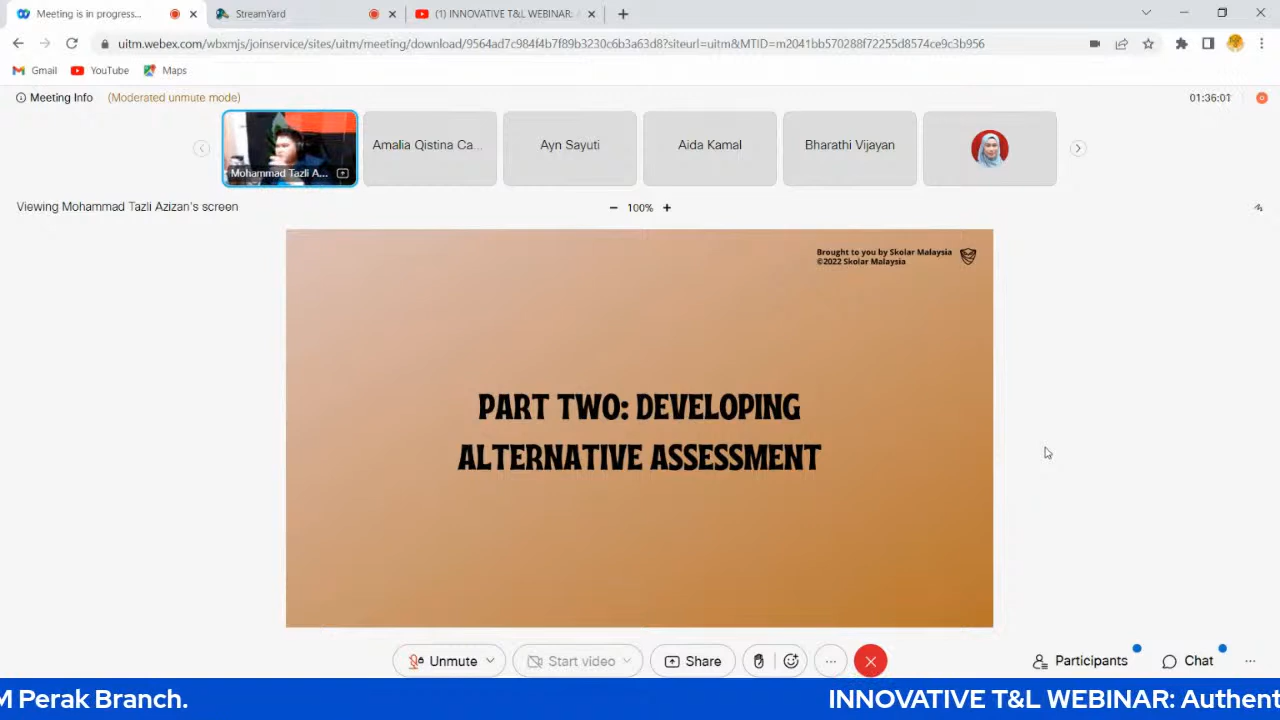 Meeting is in progress...
StreamYard
(1) INNOVATIVE T&L WEBINAR: A
uitm.webex.com/wbxmjs/joinservice/sites/uitm/meeting/download/9564ad7c984f4b7f89b3230c6b3a63d8?siteurl=uitm&MTID=m2041bb570288f72255d8574ce9c3b956
Gmail
YouTube
Maps
Meeting Info
(Moderated unmute mode)
01:36:01
Mohammad Tazli A...
Amalia Qistina Ca...
Ayn Sayuti
Aida Kamal
Bharathi Vijayan
Viewing Mohammad Tazli Azizan's screen
100%
Brought to you by Skolar Malaysia
©2022 Skolar Malaysia
PART TWO: DEVELOPING
ALTERNATIVE ASSESSMENT
Unmute
Start video
Share
Participants
Chat
M Perak Branch.
INNOVATIVE T&L WEBINAR: Authent